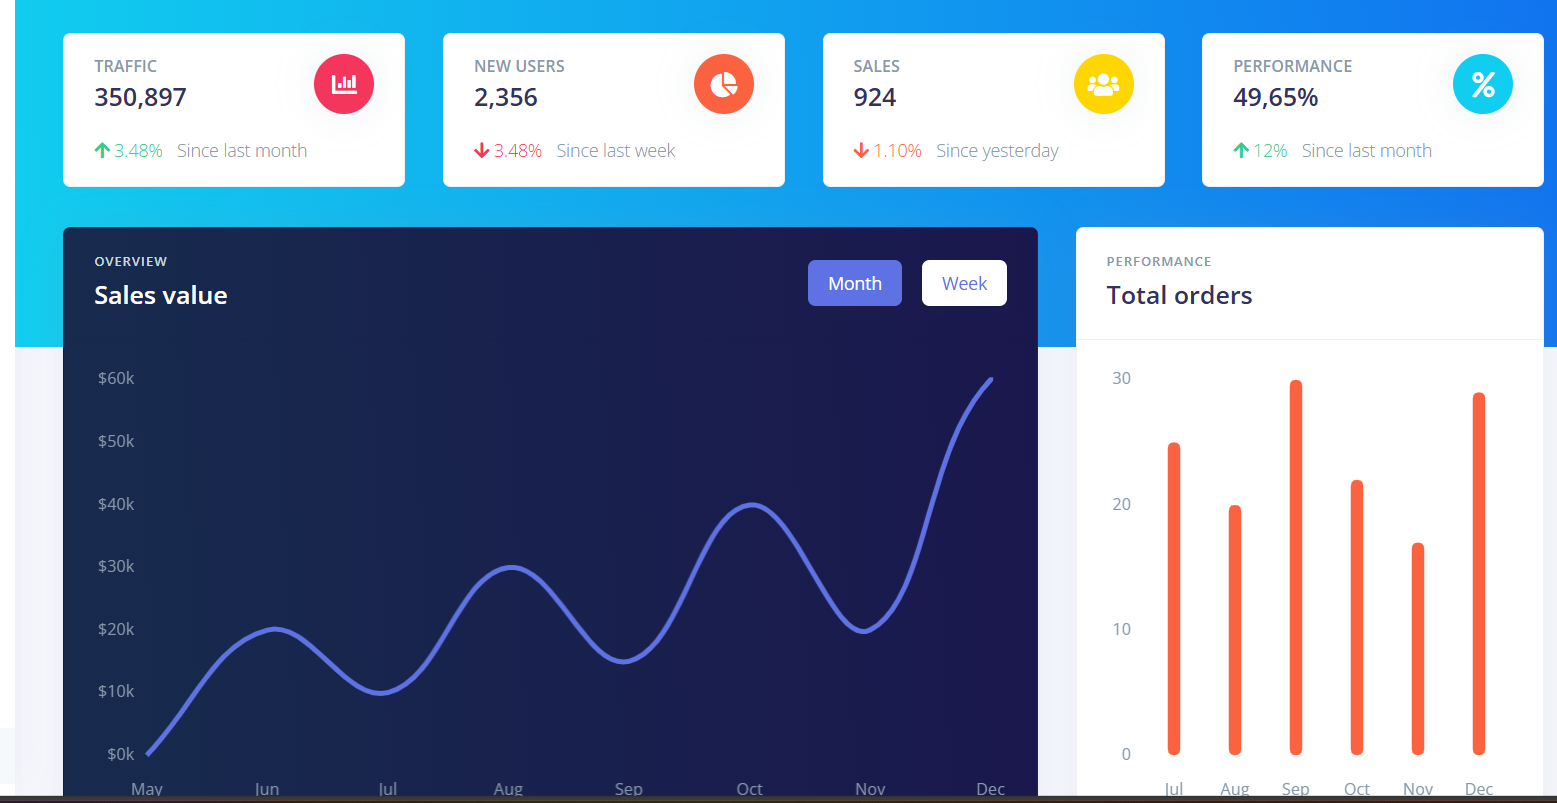 TRAFFIC
350,897
3.48% Since last month
NEW USERS
2,356
3.48% Since last week
SALES
924
1.10% Since yesterday
PERFORMANCE
49,65%
12% Since last month
OVERVIEW
Sales value
Month Week
$60k
$50k
$40k
$30k
$20k
$10k
$0k
May Jun Jul Aug Sep Oct Nov Dec
PERFORMANCE
Total orders
30
20
10
0
Jul Aug Sep Oct Nov Dec